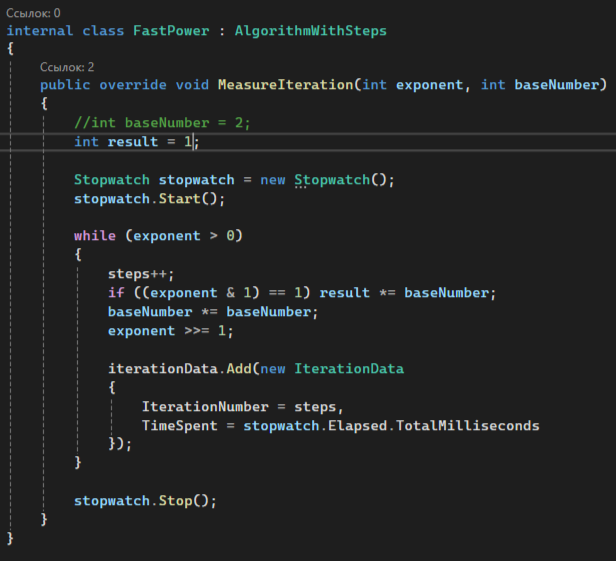 Ссылок: 0
internal class FastPower : AlgorithmWithSteps
{
Ссылок: 2
public override void MeasureIteration(int exponent, int baseNumber)
{
//int baseNumber = 2;
int result = 1;
Stopwatch stopwatch = new Stopwatch();
stopwatch.Start();
while (exponent > 0)
{
steps++;
if ((exponent & 1) == 1) result *= baseNumber;
baseNumber *= baseNumber;
exponent >>= 1;
iterationData.Add(new IterationData
{
IterationNumber = steps,
TimeSpent = stopwatch.Elapsed.TotalMilliseconds
});
}
stopwatch.Stop();
}
}